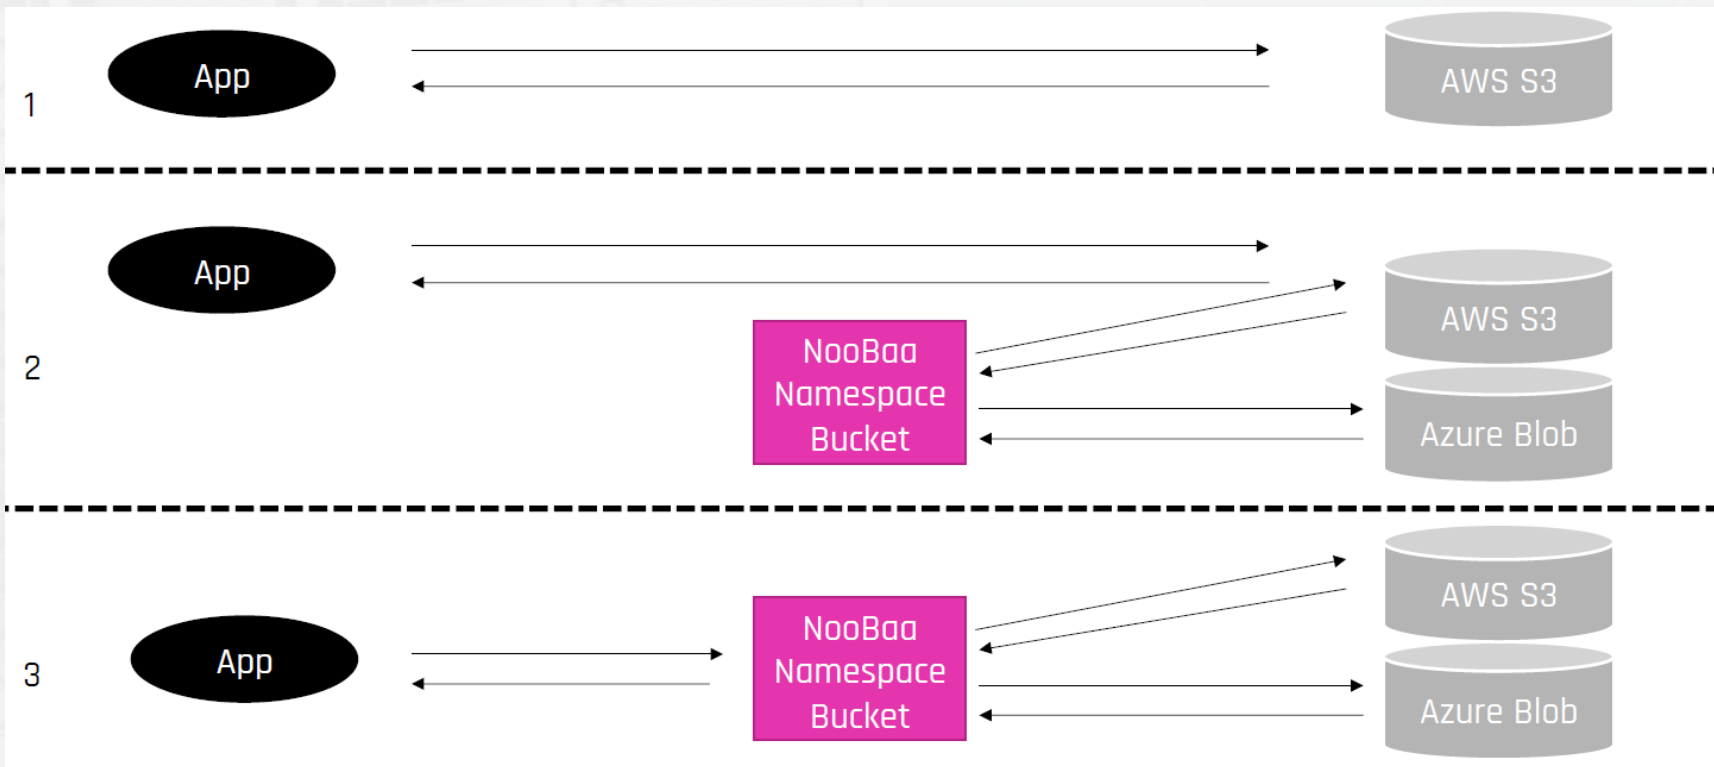 1
App
AWS S3
2
App
NooBaa
Namespace
Bucket
AWS S3
Azure Blob
3
App
NooBaa
Namespace
Bucket
AWS S3
Azure Blob